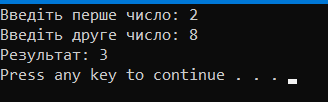 Введіть перше число: 2
Введіть друге число: 8
Результат: 3
Press any key to continue . . .